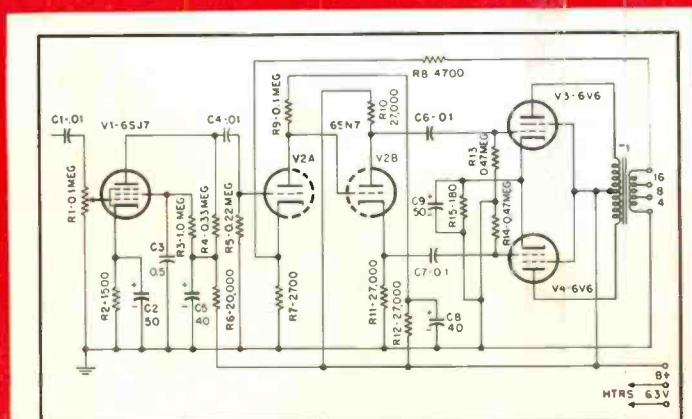 R8 4700
C1-.01
V1-6SJ7
C4-.01
R9-0.1MEG
6SN7
R10
27,000
C6-0.1
V3-6V6
R1-0.1MEG
V2A
V2B
R13
0.47MEG
T1
16
8
4
R3-1.0MEG
R4-0.33MEG
R5-0.22MEG
C9
50
R15-180
R14-0.47MEG
C3
0.5
R2-1500
C2
50
C5
40
R6-20,000
R7-2700
C7-0.1
R11-27,000
R12-27,000
C8
40
V4-6V6
B+
HTRS 6.3V